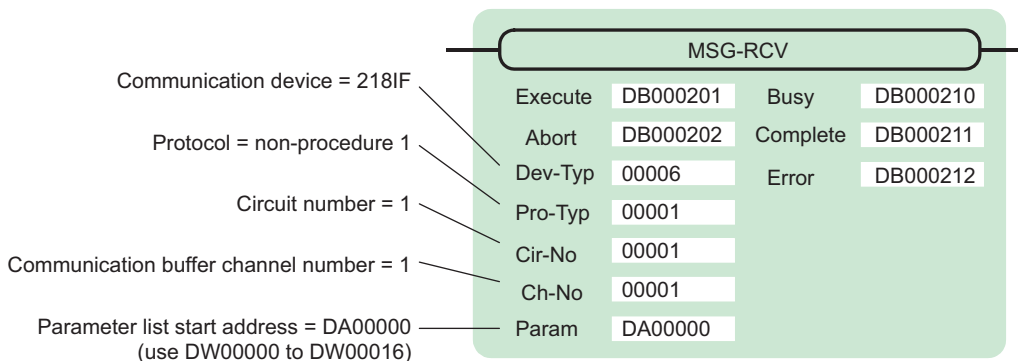 MSG-RCV
Communication device = 218IF
Protocol = non-procedure 1
Circuit number = 1
Communication buffer channel number = 1
Parameter list start address = DA00000
(use DW00000 to DW00016)
Execute DB000201 Busy DB000210
Abort DB000202 Complete DB000211
Dev-Typ 00006 Error DB000212
Pro-Typ 00001
Cir-No 00001
Ch-No 00001
Param DA00000